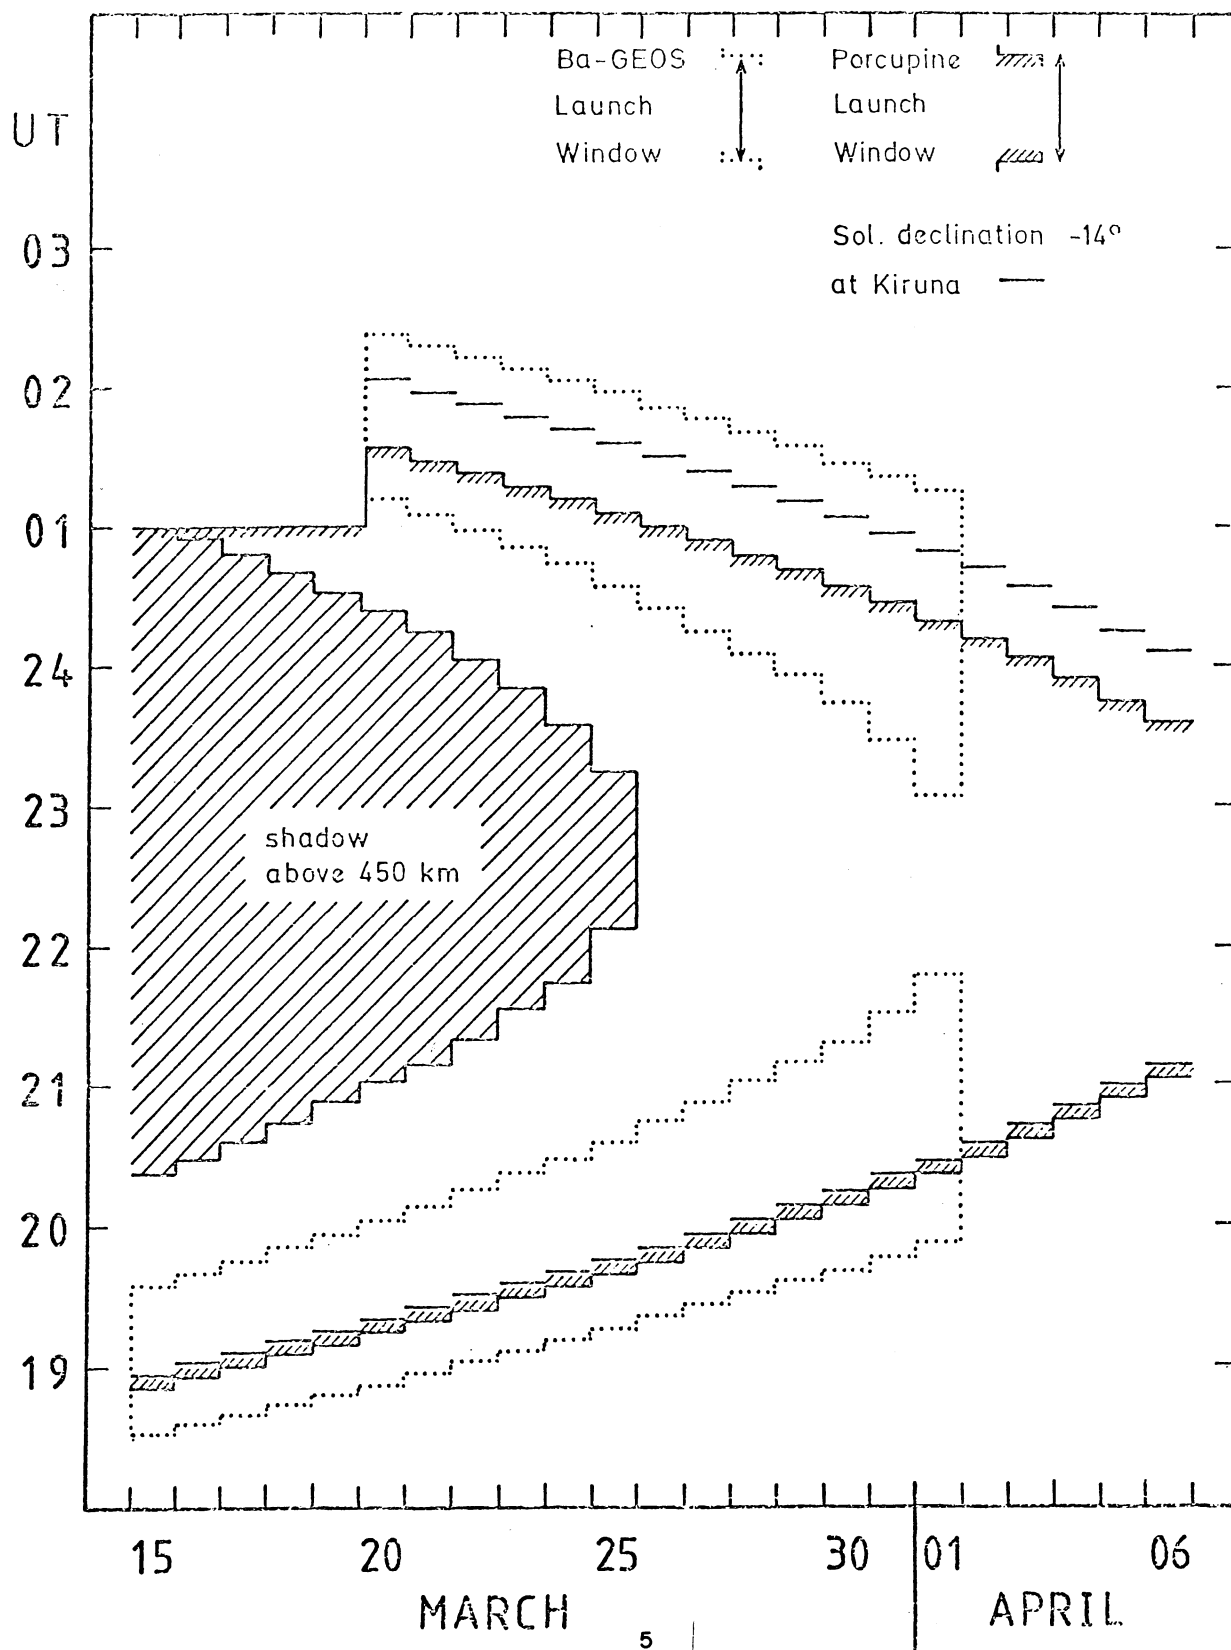 Ba-GEOS Porcupine
Launch Launch
UT
Window Window
03
Sol. declination -14°
at Kiruna
02
01
24
23
shadow
above 450 km
22
21
20
19
15 20 25 30 01 06
MARCH APRIL
5